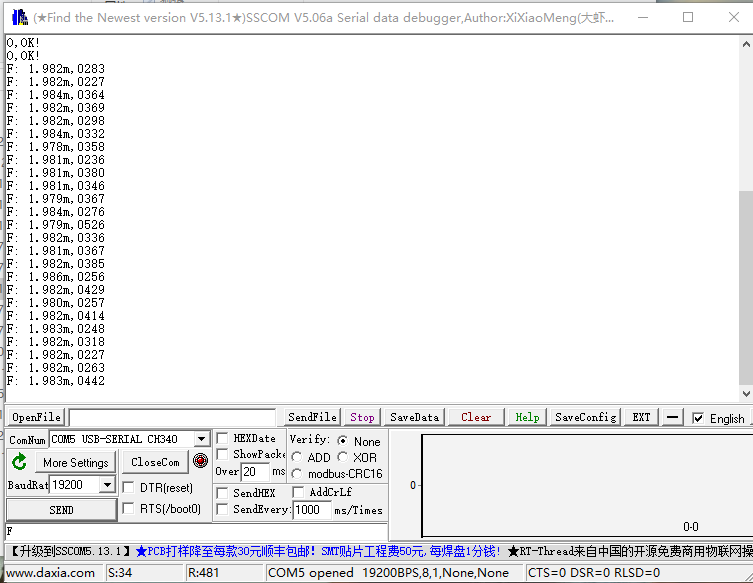 (★Find the Newest version V5.13.1★)SSCOM V5.06a Serial data debugger,Author:XiXiaoMeng(大虾...
O,OK!
O,OK!
F: 1.982m,0283
F: 1.982m,0227
F: 1.984m,0364
F: 1.982m,0369
F: 1.982m,0298
F: 1.984m,0332
F: 1.978m,0358
F: 1.981m,0236
F: 1.981m,0380
F: 1.981m,0346
F: 1.979m,0367
F: 1.984m,0276
F: 1.979m,0526
F: 1.982m,0336
F: 1.981m,0367
F: 1.982m,0385
F: 1.986m,0256
F: 1.982m,0429
F: 1.980m,0257
F: 1.982m,0414
F: 1.983m,0248
F: 1.982m,0318
F: 1.982m,0227
F: 1.982m,0263
F: 1.983m,0442
OpenFile SendFile Stop SaveData Clear Help SaveConfig EXT — English
ComNum COM5 USB-SERIAL CH340 HEXDate Verify: None
More Settings CloseCom ShowPacke ADD XOR
Over 20 ms modbus-CRC16
BaudRat 19200 DTR(reset) SendHEX AddCrLf 0
SEND RTS(/boot0) SendEvery: 1000 ms/Times 0-0
F
【升级到SSCOM5.13.1】★PCB打样降至每款30元顺丰包邮！SMT贴片工程费50元,每焊盘1分钱！★RT-Thread来自中国的开源免费商用物联网操
www.daxia.com S:34 R:481 COM5 opened 19200BPS,8,1,None,None CTS=0 DSR=0 RLSD=0